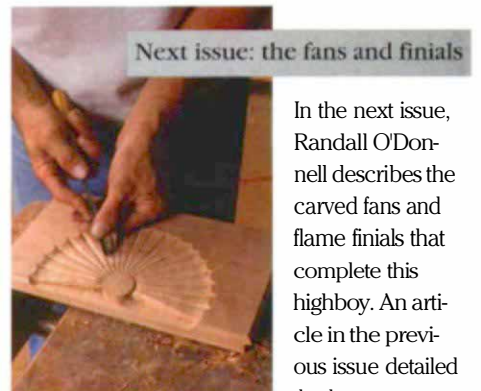 Next issue: the fans and finials
In the next issue,
Randall O'Don-
nell describes the
carved fans and
flame finials that
complete this
highboy. An arti-
cle in the previ-
ous issue detailed